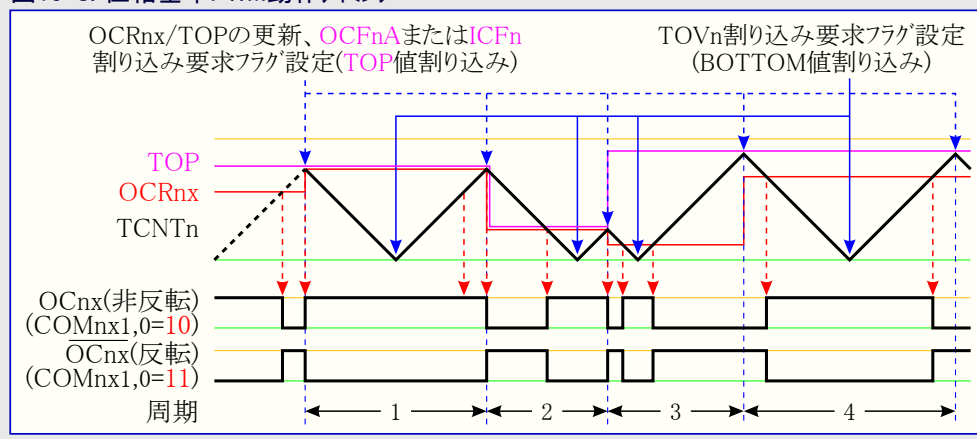 OCRnx/TOPの更新、OCFnAまたはICFn
割り込み要求フラグ設定(TOP値割り込み)
TOVn割り込み要求フラグ設定
(BOTTOM値割り込み)
TOP
OCRnx
TCNTn
OCnx(非反転)
(COMnx1,0=10)
OCnx(反転)
(COMnx1,0=11)
周期
1
2
3
4